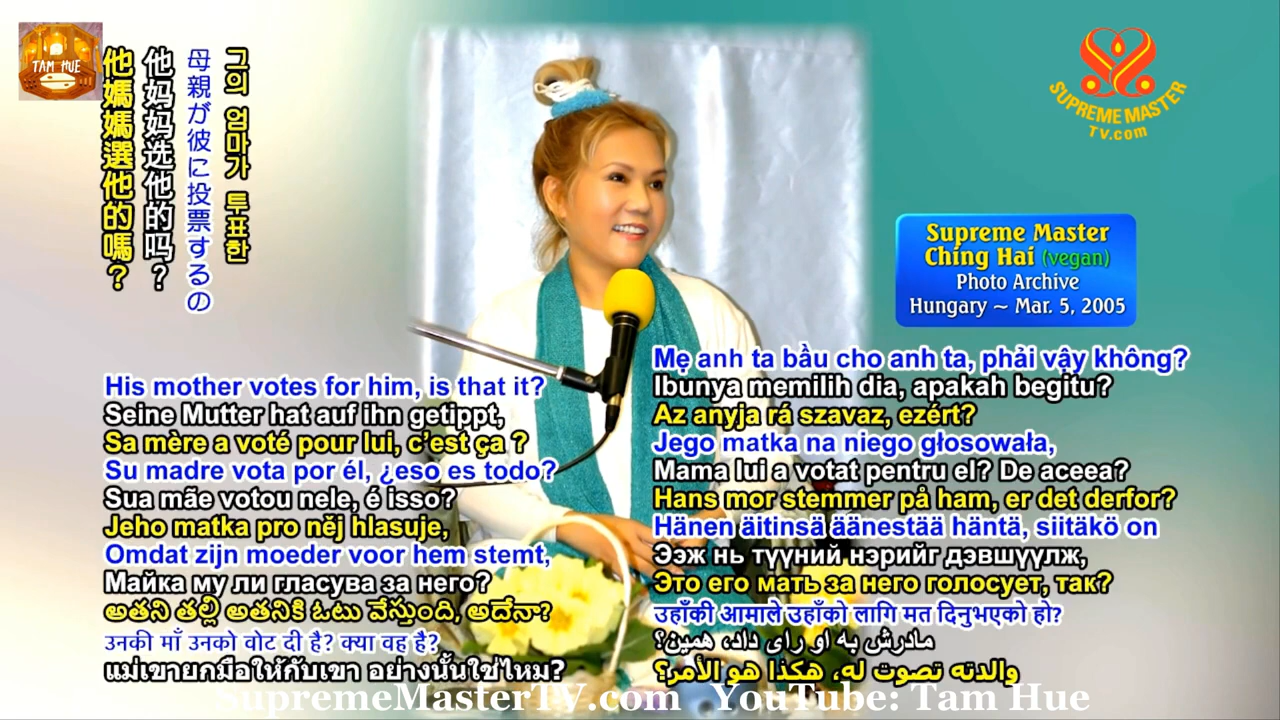 TAM HUE
그의 엄마가 투표한
母親が彼に投票するの
他妈妈选他的吗？
他媽媽選他的嗎？
SUPREME MASTER
TV.com
Supreme Master
Ching Hai (vegan)
Photo Archive
Hungary ~ Mar. 5, 2005
His mother votes for him, is that it?
Seine Mutter hat auf ihn getippt,
Sa mère a voté pour lui, c’est ça ?
Su madre vota por él, ¿eso es todo?
Sua mãe votou nele, é isso?
Jeho matka pro něj hlasuje,
Omdat zijn moeder voor hem stemt,
Майка му ли гласува за него?
అతని తల్లి అతనికి ఓటు వేస్తుంది, అదేనా?
उनकी माँ उनको वोट दी है? क्या वह है?
แม่เขายกมือให้กับเขา อย่างนั้นใช่ไหม?
Mẹ anh ta bầu cho anh ta, phải vậy không?
Ibunya memilih dia, apakah begitu?
Az anyja rá szavaz, ezért?
Jego matka na niego głosowała,
Mama lui a votat pentru el? De aceea?
Hans mor stemmer på ham, er det derfor?
Hänen äitinsä äänestää häntä, siitäkö on
Ээж нь түүний нэрийг дэвшүүлж,
Это его мать за него голосует, так?
उहाँकी आमाले उहाँको लागि मत दिनुभएको हो?
مادرش به او رای داد، همین؟
والدته تصوت له، هكذا هو الأمر؟
SupremeMasterTV.com YouTube: Tam Hue